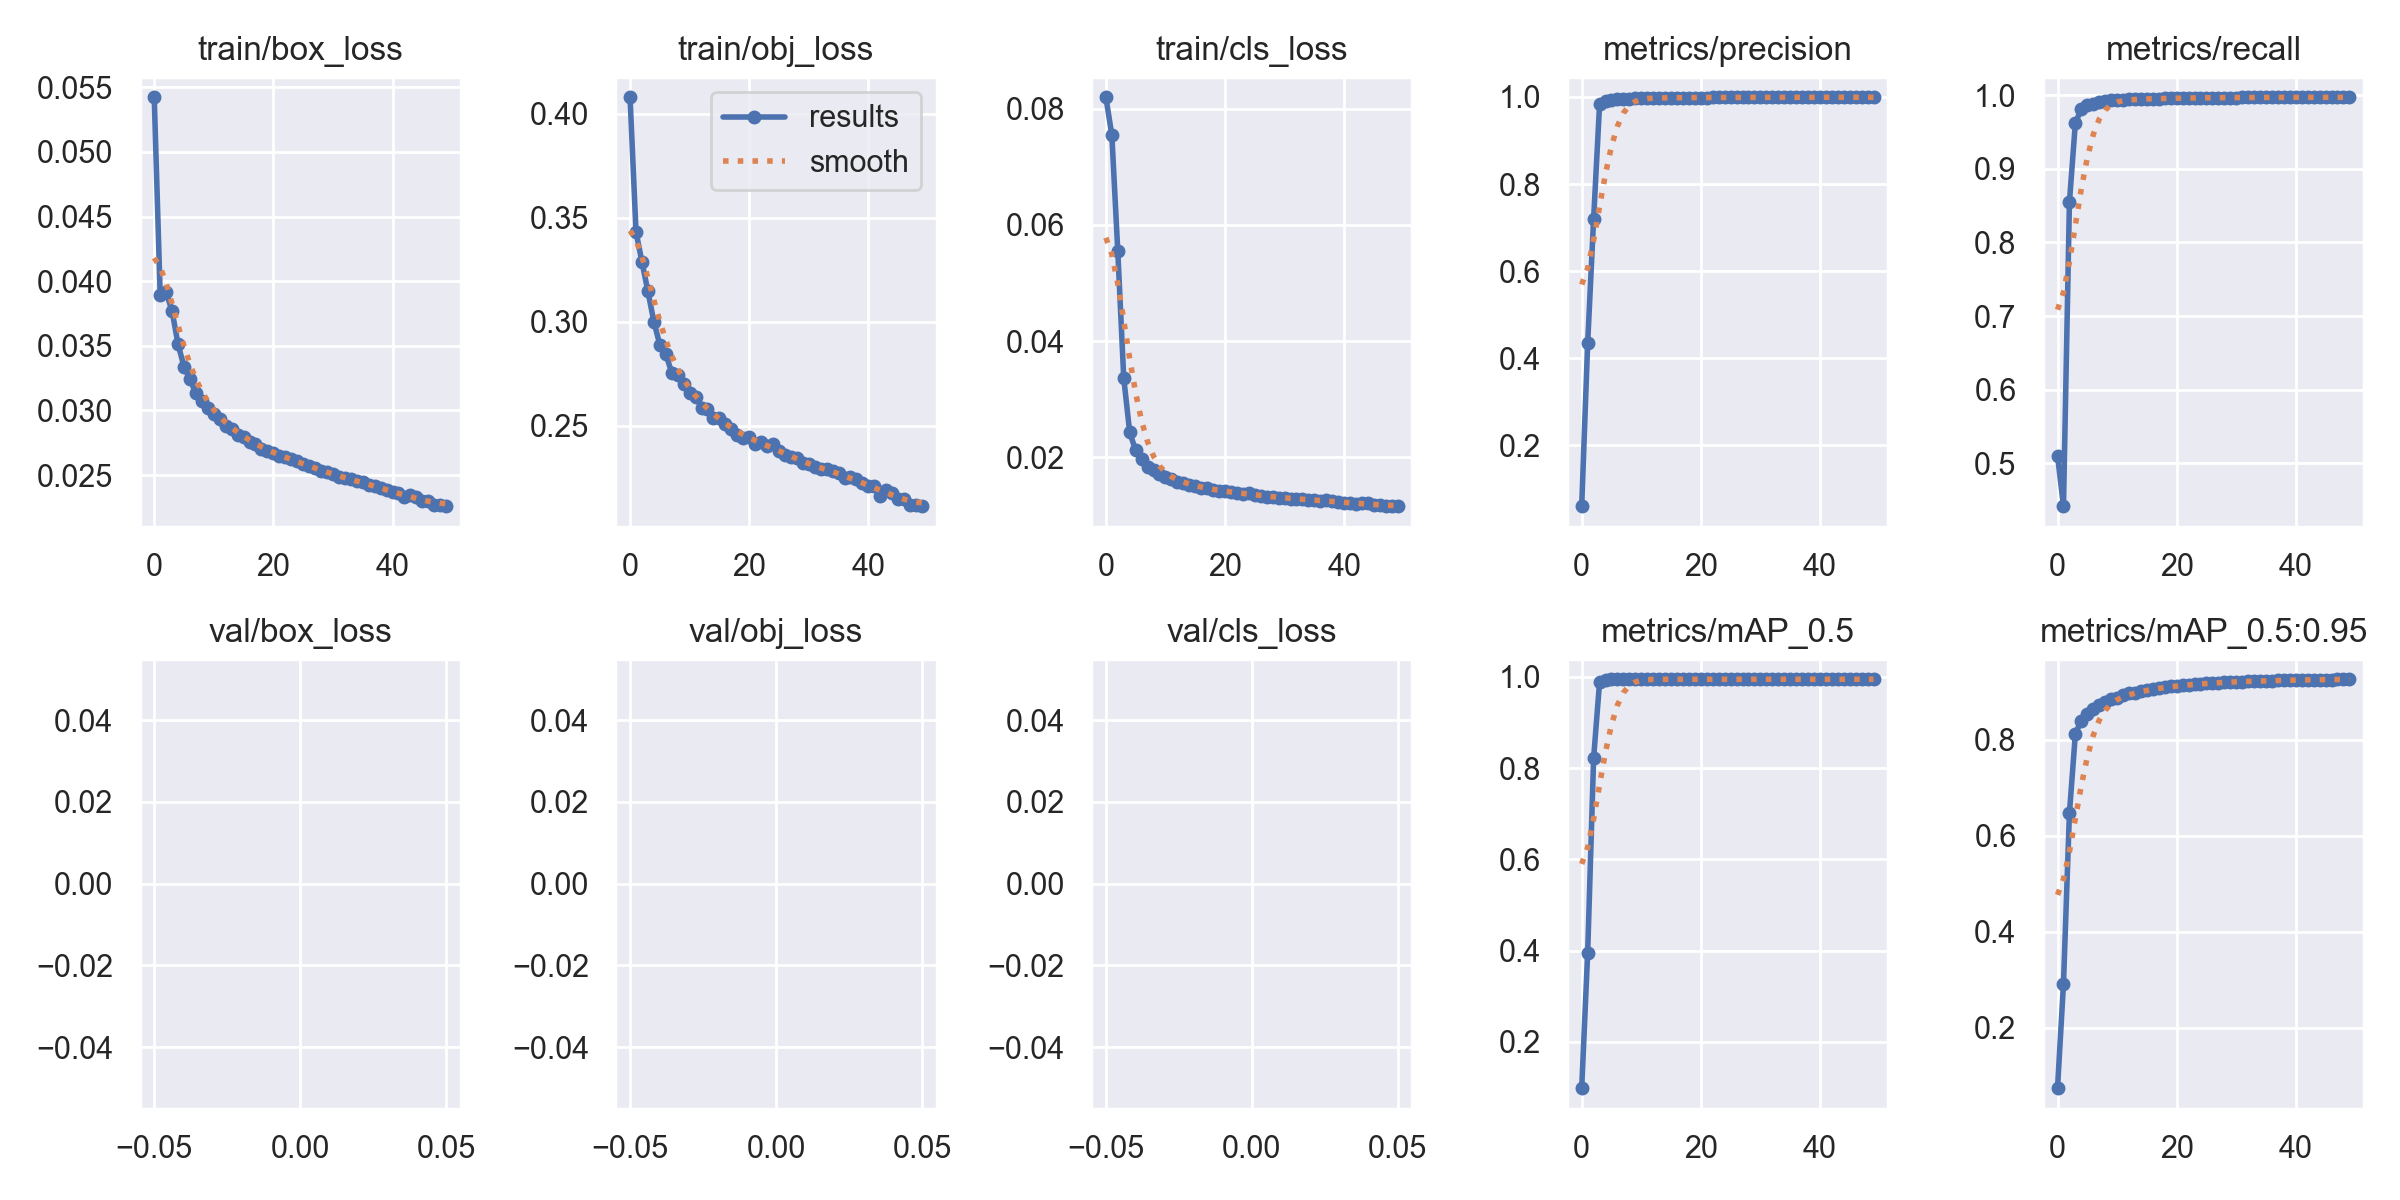 train/box_loss
0.055
0.050
0.045
0.040
0.035
0.030
0.025
0 20 40
train/obj_loss
results
smooth
0.40
0.35
0.30
0.25
0 20 40
train/cls_loss
0.08
0.06
0.04
0.02
0 20 40
metrics/precision
1.0
0.8
0.6
0.4
0.2
0 20 40
metrics/recall
1.0
0.9
0.8
0.7
0.6
0.5
0 20 40
val/box_loss
0.04
0.02
0.00
−0.02
−0.04
−0.05 0.00 0.05
val/obj_loss
0.04
0.02
0.00
−0.02
−0.04
−0.05 0.00 0.05
val/cls_loss
0.04
0.02
0.00
−0.02
−0.04
−0.05 0.00 0.05
metrics/mAP_0.5
1.0
0.8
0.6
0.4
0.2
0 20 40
metrics/mAP_0.5:0.95
0.8
0.6
0.4
0.2
0 20 40